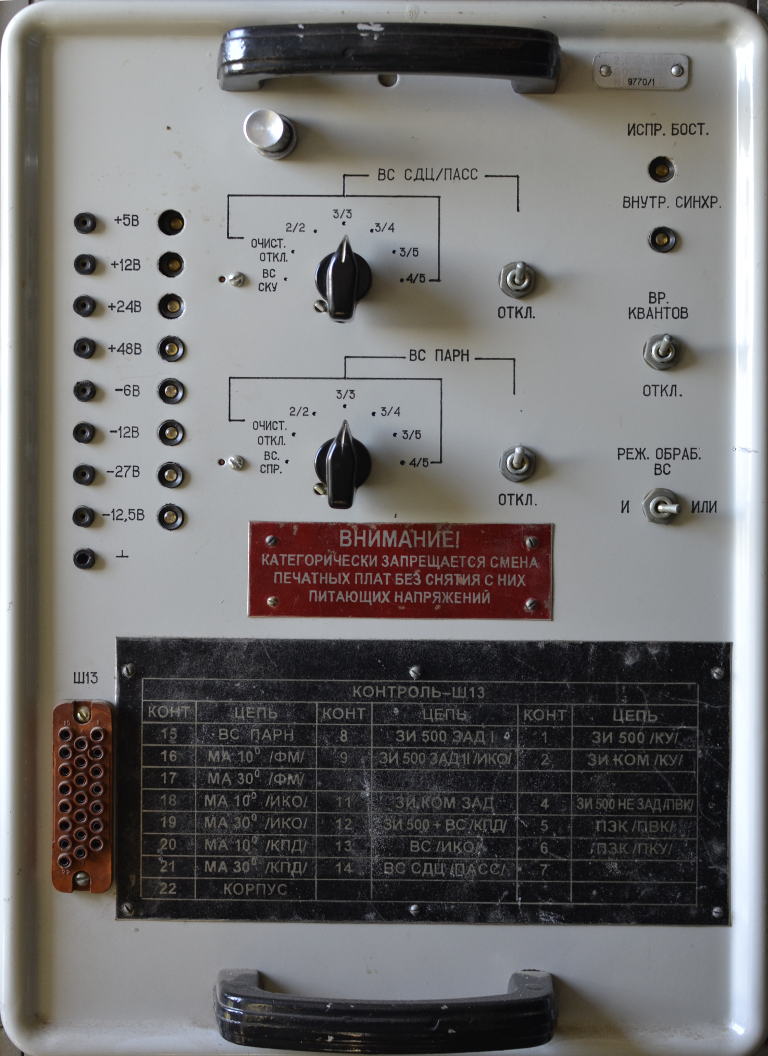 9770/1
ИСПР. БОСТ.
ВНУТР. СИНХР.
ВС СДЦ/ПАСС
3/3
2/2 3/4
ОЧИСТ.
ОТКЛ. 3/5
ВС
СКУ 4/5
ОТКЛ.
ВР.
КВАНТОВ
ОТКЛ.
+5В
+12В
+24В
+48В
-6В
-12В
-27В
-12,5В
⊥
ВС ПАРН
3/3
2/2 3/4
ОЧИСТ.
ОТКЛ. 3/5
ВС.
СПР. 4/5
ОТКЛ.
РЕЖ. ОБРАБ.
ВС
И ИЛИ
ВНИМАНИЕ!
КАТЕГОРИЧЕСКИ ЗАПРЕЩАЕТСЯ СМЕНА
ПЕЧАТНЫХ ПЛАТ БЕЗ СНЯТИЯ С НИХ
ПИТАЮЩИХ НАПРЯЖЕНИЙ
Ш13
КОНТРОЛЬ-Ш13
КОНТ ЦЕПЬ КОНТ ЦЕПЬ КОНТ ЦЕПЬ
15 ВС ПАРН 8 ЗИ 500 ЗАД I 1 ЗИ 500 /КУ/
16 МА 10⁰ /ФМ/ 9 ЗИ 500 ЗАД II /ИКО/ 2 ЗИ КОМ /КУ/
17 МА 30⁰ /ФМ/
18 МА 10⁰ /ИКО/ 11 ЗИ КОМ ЗАД 4 ЗИ 500 НЕ ЗАД /ПВК/
19 МА 30⁰ /ИКО/ 12 ЗИ 500 + ВС /КПД/ 5 ПЗК /ПВК/
20 МА 10⁰ /КПД/ 13 ВС /ИКО/ 6 ПЗК /ПКУ/
21 МА 30⁰ /КПД/ 14 ВС СДЦ /ПАСС/ 7
22 КОРПУС